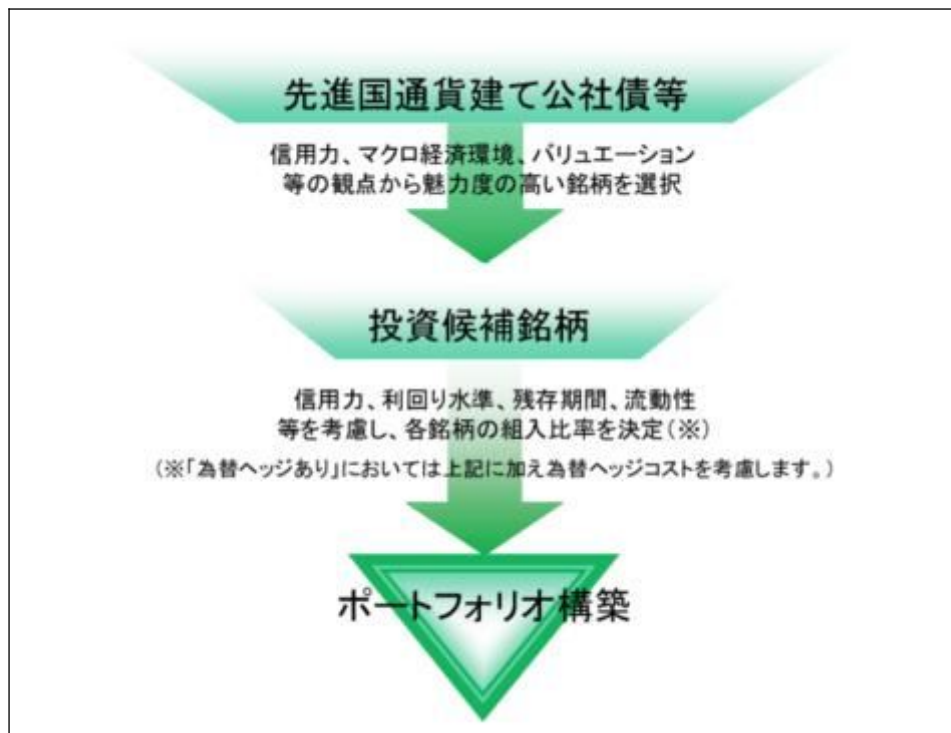 先進国通貨建て公社債等
信用力、マクロ経済環境、バリュエーション
等の観点から魅力度の高い銘柄を選択
投資候補銘柄
信用力、利回り水準、残存期間、流動性
等を考慮し、各銘柄の組入比率を決定(※)
(※「為替ヘッジあり」においては上記に加え為替ヘッジコストを考慮します。)
ポートフォリオ構築